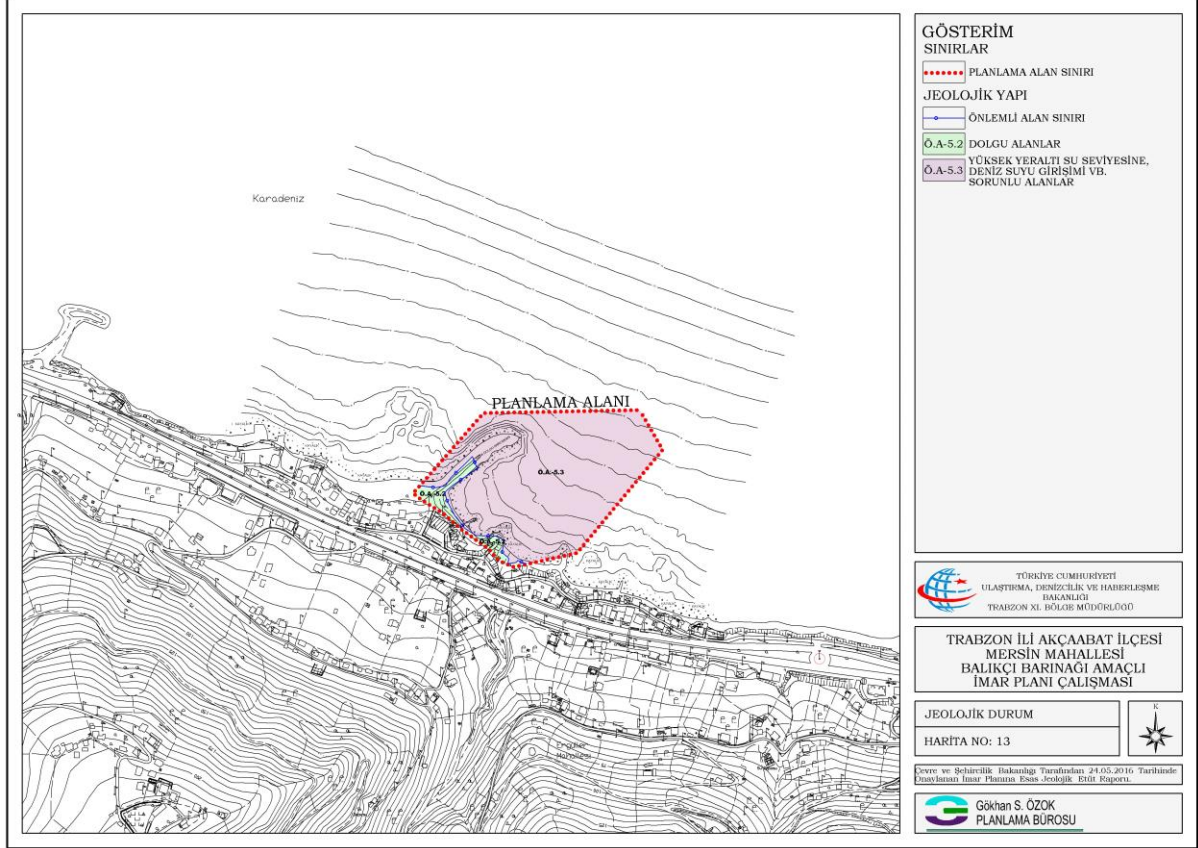 Karadeniz
PLANLAMA ALANI
Ö.A-5.3
Ö.A-5.2
GÖSTERİM
SINIRLAR
PLANLAMA ALAN SINIRI
JEOLOJİK YAPI
ÖNLEMLİ ALAN SINIRI
Ö.A-5.2 DOLGU ALANLAR
Ö.A-5.3 YÜKSEK YERALTI SU SEVİYESİNE,
DENİZ SUYU GİRİŞİMİ VB.
SORUNLU ALANLAR
TÜRKİYE CUMHURİYETİ
ULAŞTIRMA, DENİZCİLİK VE HABERLEŞME
BAKANLIĞI
TRABZON XI. BÖLGE MÜDÜRLÜĞÜ
TRABZON İLİ AKÇAABAT İLÇESİ
MERSİN MAHALLESİ
BALIKÇI BARINAĞI AMAÇLI
İMAR PLANI ÇALIŞMASI
JEOLOJİK DURUM
HARİTA NO: 13
K
Çevre ve Şehircilik Bakanlığı Tarafından 24.05.2016 Tarihinde
Onaylanan İmar Planına Esas Jeolojik Etüt Raporu.
Gökhan S. ÖZOK
PLANLAMA BÜROSU